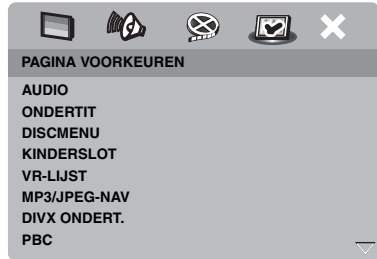 PAGINA VOORKEUREN
AUDIO
ONDERTIT
DISCMENU
KINDERSLOT
VR-LIJST
MP3/JPEG-NAV
DIVX ONDERT.
PBC